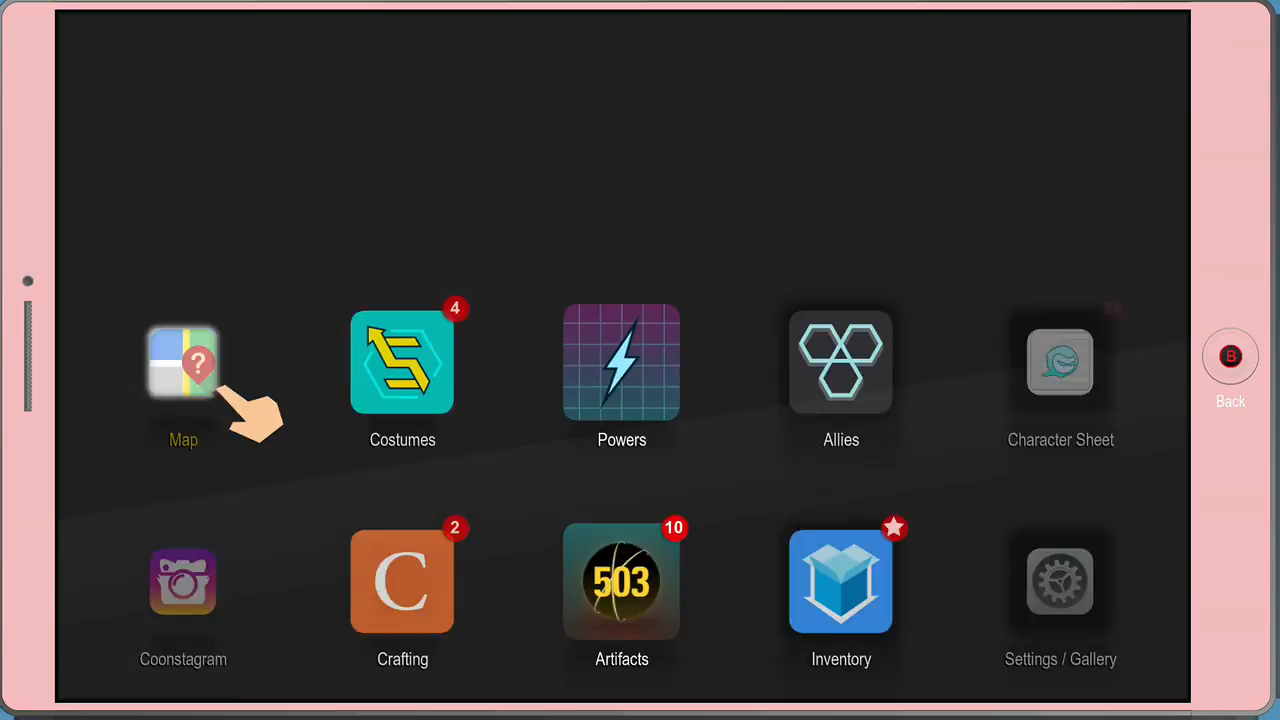 ?
4
Map
Costumes
Powers
Allies
Character Sheet
B
Back
2
10
C
503
Coonstagram
Crafting
Artifacts
Inventory
Settings / Gallery